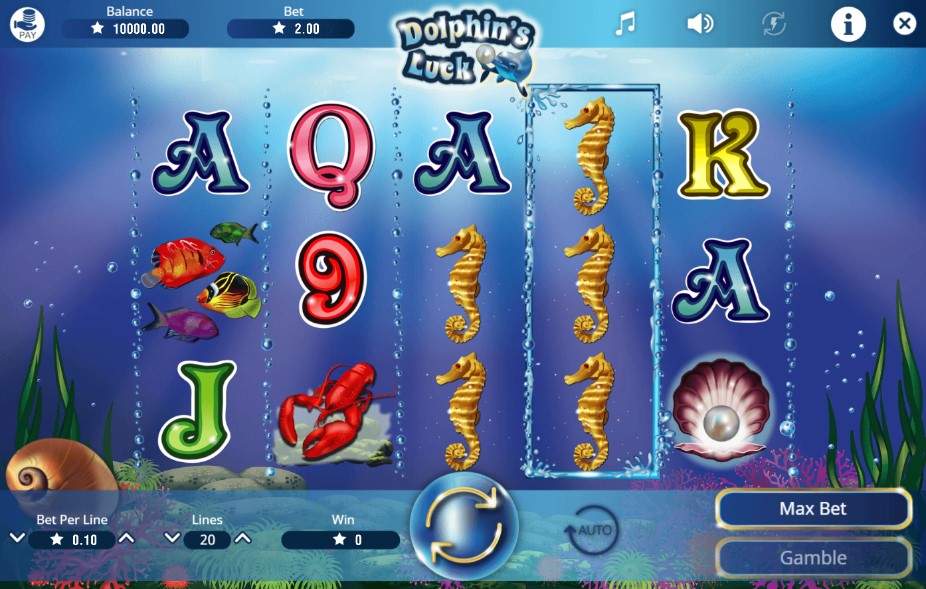 Balance
10000.00
Bet
2.00
PAY
Dolphin's
Luck
A Q A K
9 A
J
Bet Per Line
0.10
Lines
20
Win
0
AUTO
Max Bet
Gamble